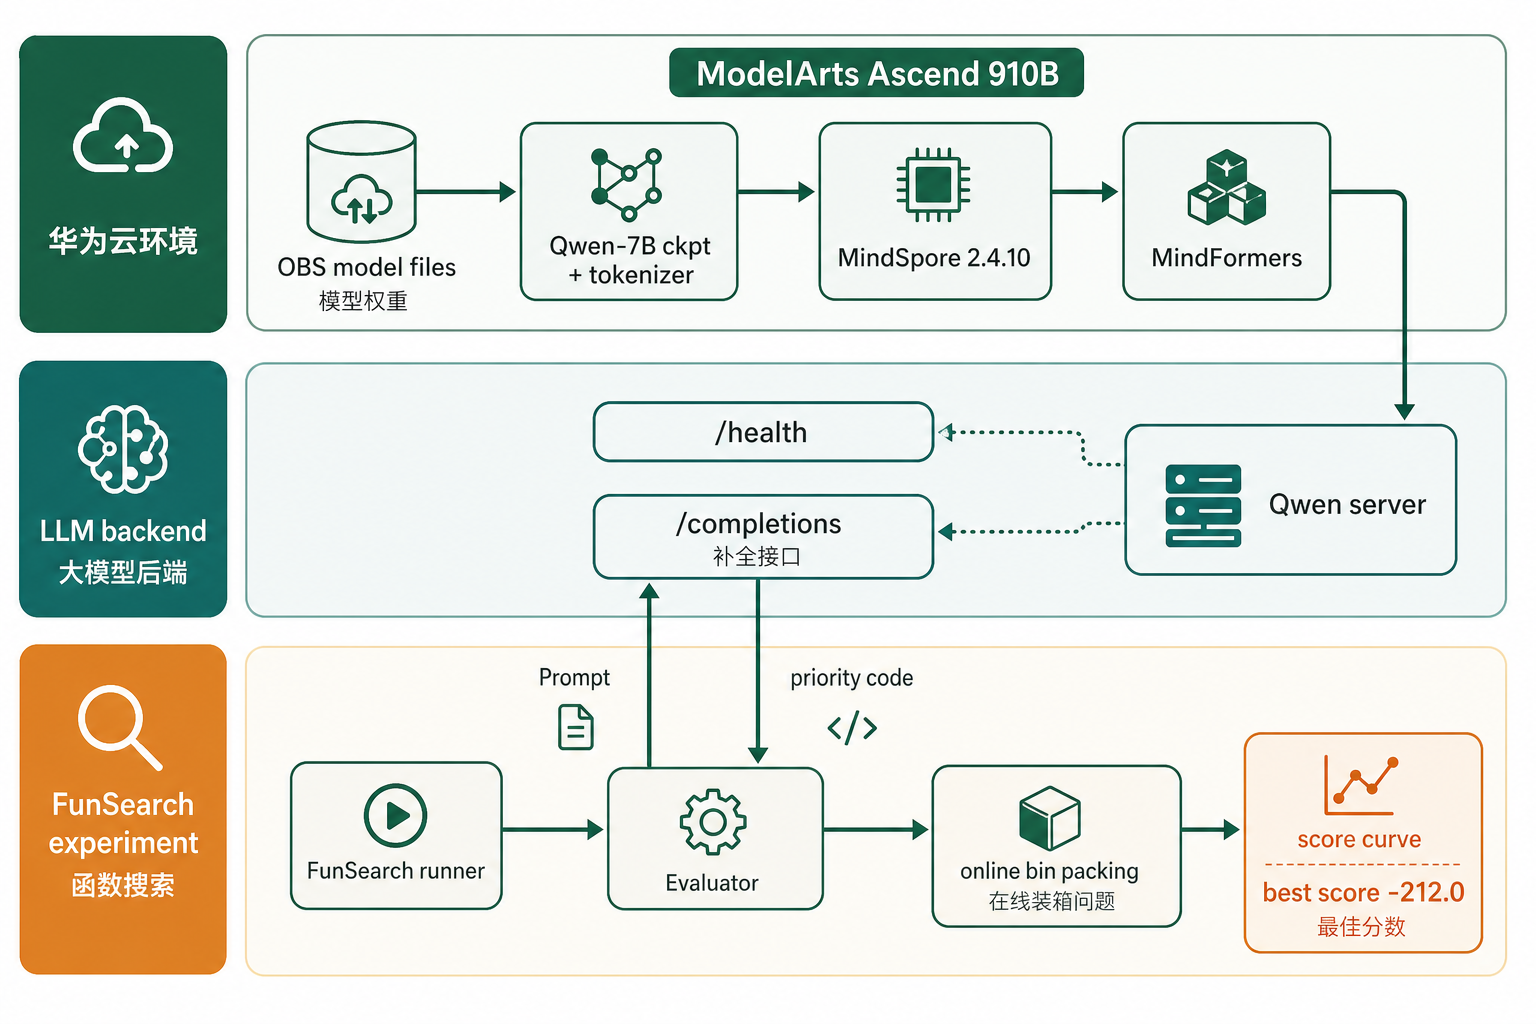 华为云环境
ModelArts Ascend 910B
OBS model files
模型权重
Qwen-7B ckpt
+ tokenizer
MindSpore 2.4.10
MindFormers
LLM backend
大模型后端
/health
/completions
补全接口
Qwen server
FunSearch
experiment
函数搜索
Prompt
priority code
</>
FunSearch runner
Evaluator
online bin packing
在线装箱问题
score curve
best score -212.0
最佳分数